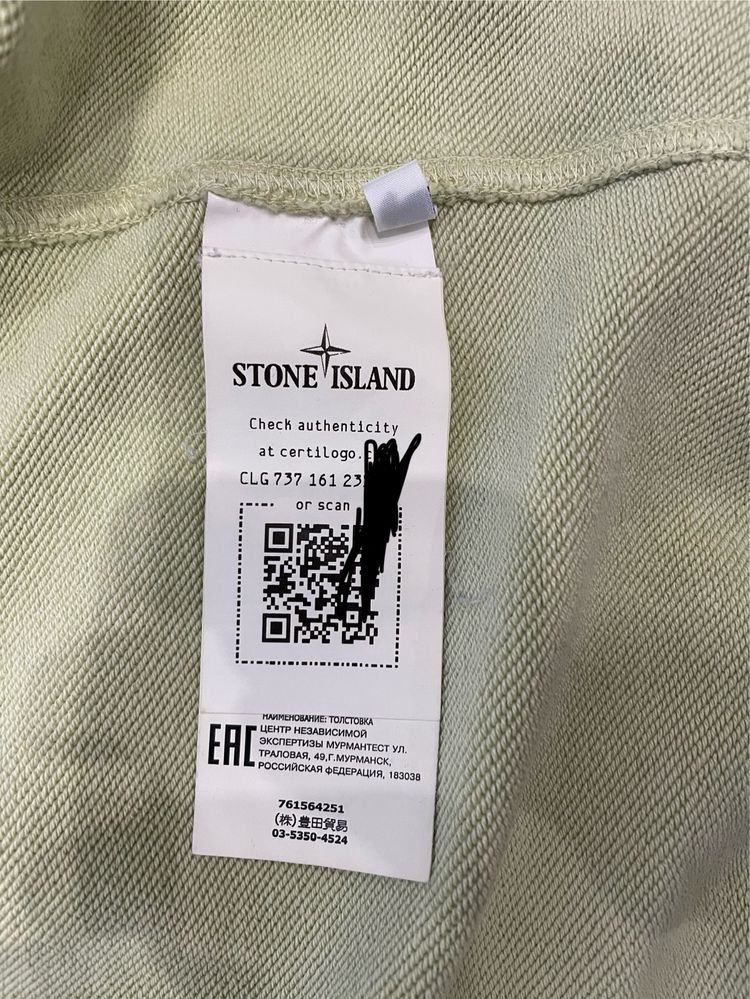 STONE ISLAND
Check authenticity
at certilogo.
CLG 737 161 23
or scan
НАИМЕНОВАНИЕ: ТОЛСТОВКА
EAC
ЦЕНТР НЕЗАВИСИМОЙ
ЭКСПЕРТИЗЫ МУРМАНТЕСТ УЛ.
ТРАЛОВАЯ, 49,Г.МУРМАНСК,
РОССИЙСКАЯ ФЕДЕРАЦИЯ, 183038
761564251
(株)豊田貿易
03-5350-4524